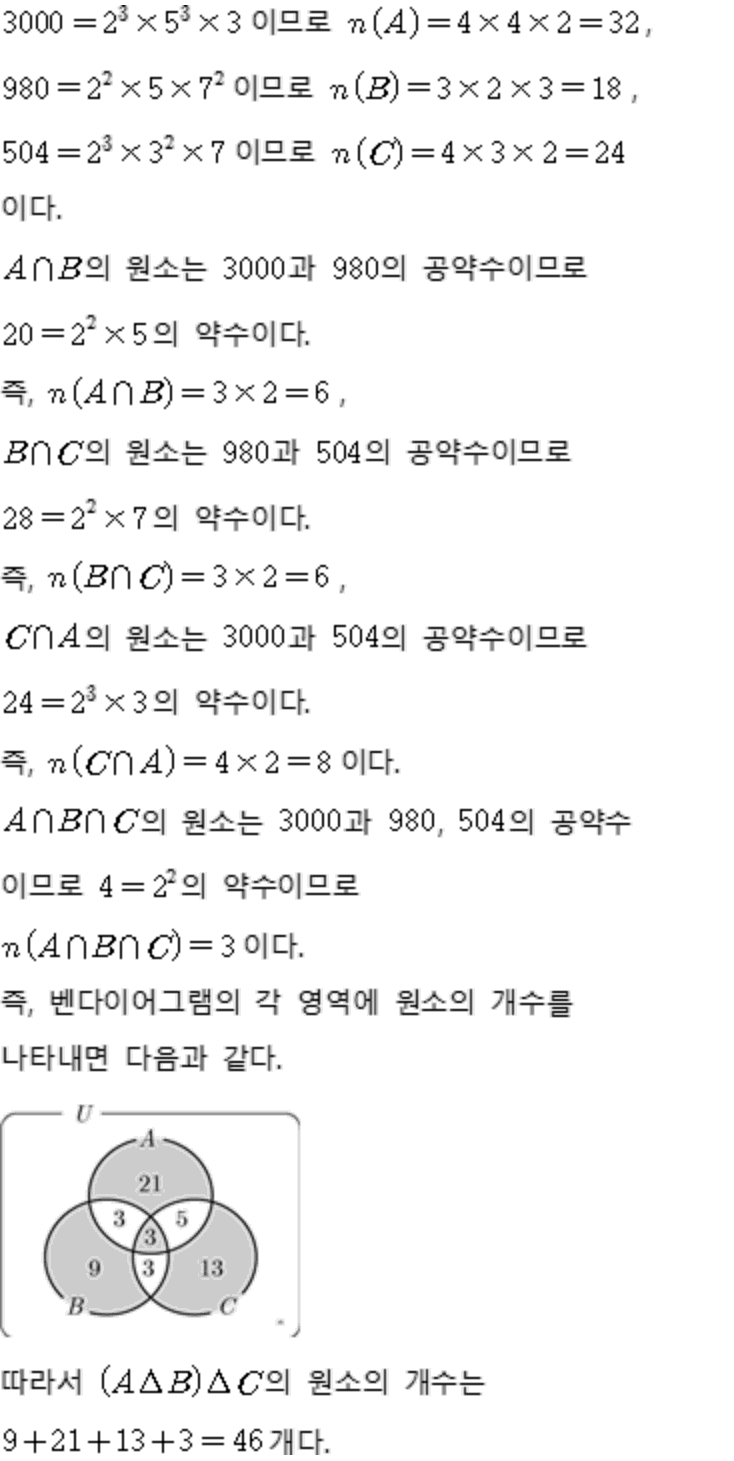 3000 = 2³ × 5³ × 3 이므로 n(A) = 4 × 4 × 2 = 32,
980 = 2² × 5 × 7² 이므로 n(B) = 3 × 2 × 3 = 18 ,
504 = 2³ × 3² × 7 이므로 n(C) = 4 × 3 × 2 = 24
이다.
A∩B의 원소는 3000과 980의 공약수이므로
20 = 2² × 5의 약수이다.
즉, n(A∩B) = 3 × 2 = 6 ,
B∩C의 원소는 980과 504의 공약수이므로
28 = 2² × 7의 약수이다.
즉, n(B∩C) = 3 × 2 = 6 ,
C∩A의 원소는 3000과 504의 공약수이므로
24 = 2³ × 3의 약수이다.
즉, n(C∩A) = 4 × 2 = 8 이다.
A∩B∩C의 원소는 3000과 980, 504의 공약수
이므로 4 = 2²의 약수이므로
n(A∩B∩C) = 3 이다.
즉, 벤다이어그램의 각 영역에 원소의 개수를
나타내면 다음과 같다.
U
A
21
3 5
3
9 3 13
B C
따라서 (A△B)△C의 원소의 개수는
9 + 21 + 13 + 3 = 46 개다.